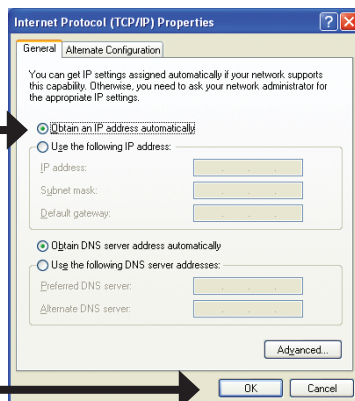 Internet Protocol (TCP/IP) Properties
General
Alternate Configuration
You can get IP settings assigned automatically if your network supports
this capability. Otherwise, you need to ask your network administrator for
the appropriate IP settings.
Obtain an IP address automatically
Use the following IP address:
IP address:
Subnet mask:
Default gateway:
Obtain DNS server address automatically
Use the following DNS server addresses:
Preferred DNS server:
Alternate DNS server:
Advanced...
OK
Cancel